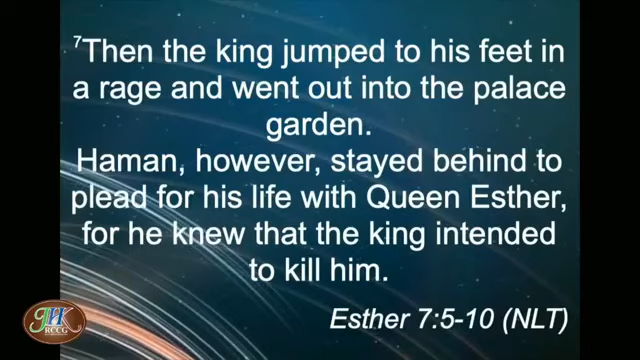 7Then the king jumped to his feet in
a rage and went out into the palace
garden.
Haman, however, stayed behind to
plead for his life with Queen Esther,
for he knew that the king intended
to kill him.
Esther 7:5-10 (NLT)
JHK
RCCG